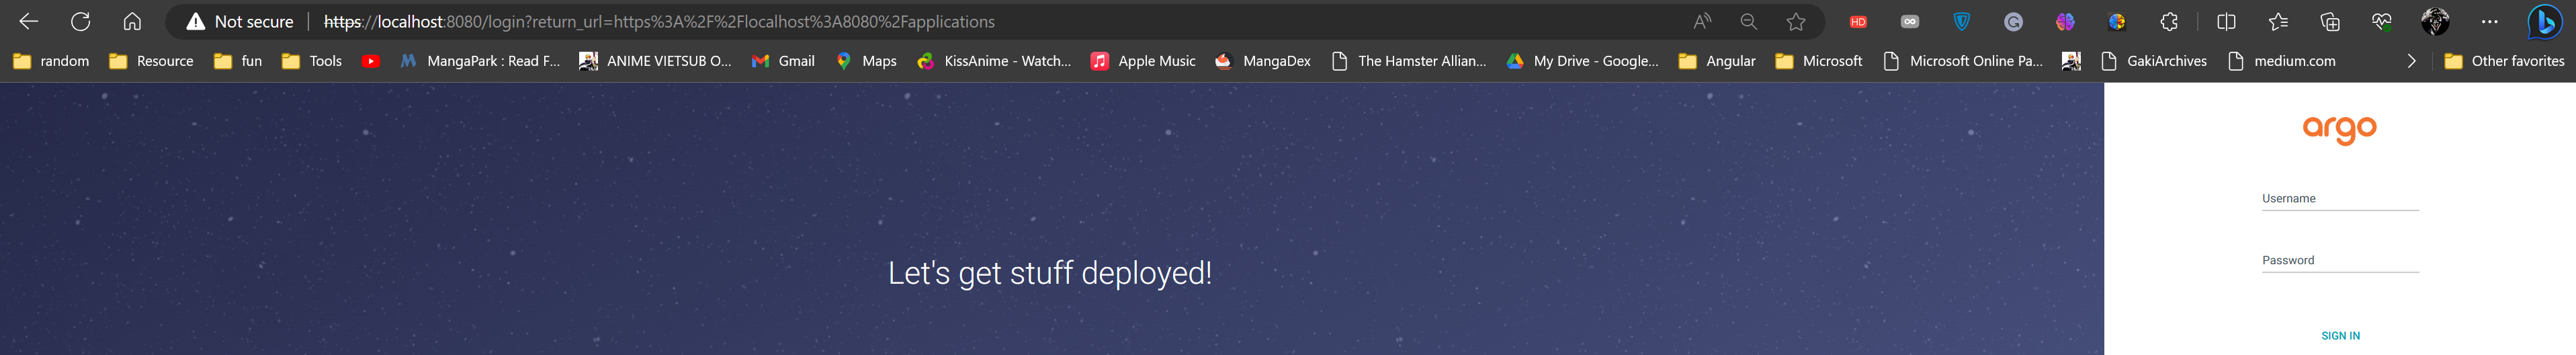 Not secure https://localhost:8080/login?return_url=https%3A%2F%2Flocalhost%3A8080%2Fapplications A HD G
random Resource fun Tools MangaPark : Read F... ANIME VIETSUB O... Gmail Maps KissAnime - Watch... Apple Music MangaDex The Hamster Allian... My Drive - Google... Angular Microsoft Microsoft Online Pa... GakiArchives medium.com Other favorites
argo
Username
Let's get stuff deployed!
Password
SIGN IN